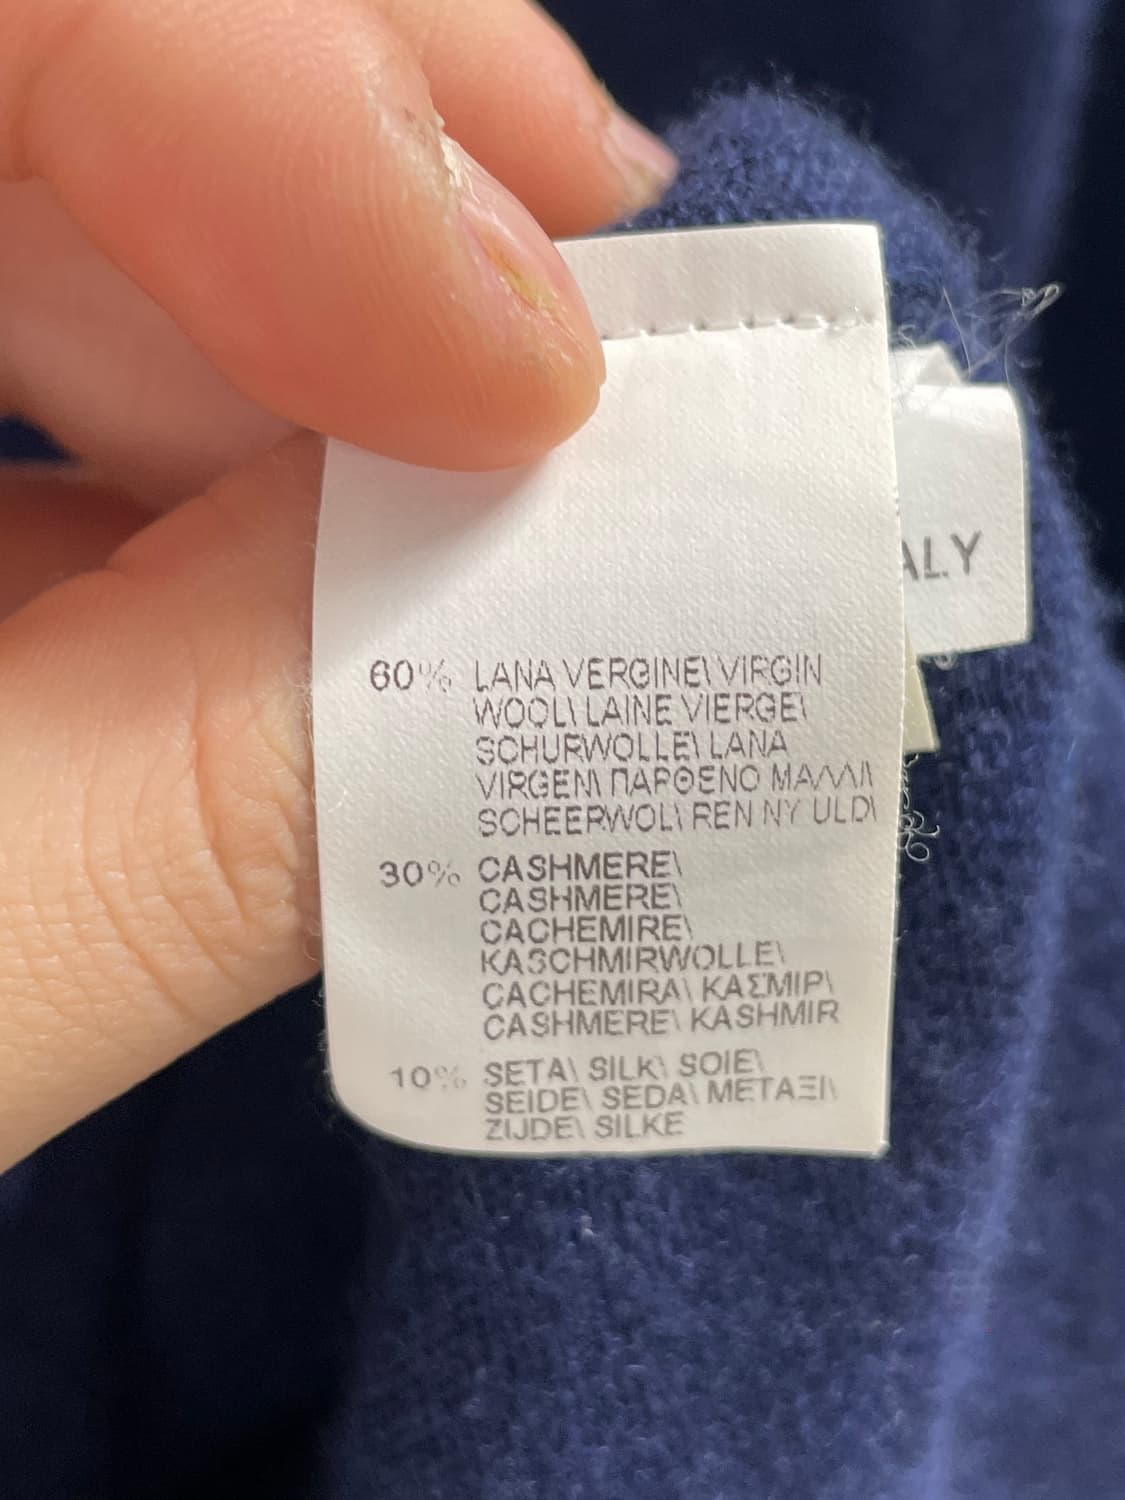 ALY
60% LANA VERGINE\ VIRGIN
WOOL\ LAINE VIERGE\
SCHURWOLLE\ LANA
VIRGEN\ ΠΑΡΘΕΝΟ ΜΑΛΛΙ\
SCHEERWOL\ REN NY ULD\
30% CASHMERE\
CASHMERE\
CACHEMIRE\
KASCHMIRWOLLE\
CACHEMIRA\ ΚΑΣΜΙΡ\
CASHMERE\ KASHMIR
10% SETA\ SILK\ SOIE\
SEIDE\ SEDA\ ΜΕΤΑΞΙ\
ZIJDE\ SILKE